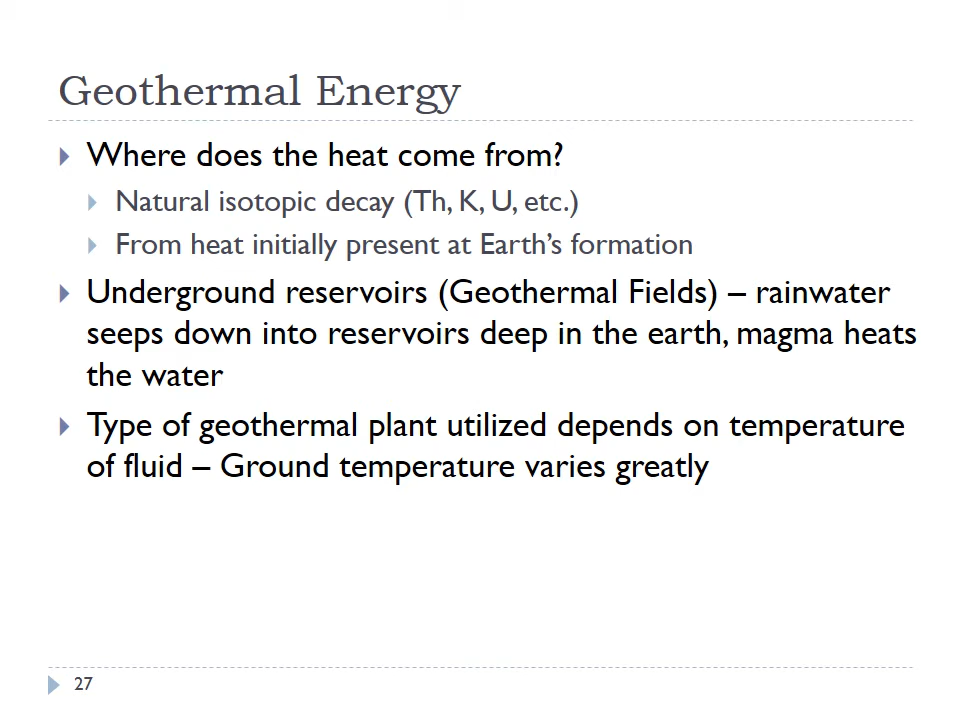 Geothermal Energy
Where does the heat come from?
Natural isotopic decay (Th, K, U, etc.)
From heat initially present at Earth’s formation
Underground reservoirs (Geothermal Fields) – rainwater
seeps down into reservoirs deep in the earth, magma heats
the water
Type of geothermal plant utilized depends on temperature
of fluid – Ground temperature varies greatly
27